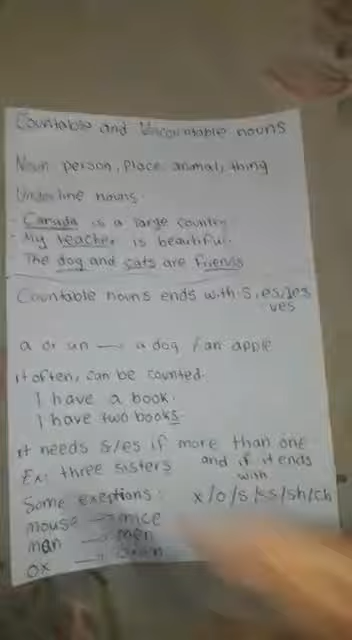 Countable and Uncountable nouns
Noun: person, place, animal, thing
Underline nouns.
- Canada is a large country.
- My teacher is beautiful.
- The dog and cats are friends
Countable nouns ends with s, es, ies
ves
a or un → a dog / an apple
it often, can be counted.
I have a book.
I have two books
it needs s/es if more than one
Ex: three sisters and if it ends
with
Some exeptions: x/o/s/ss/sh/ch
mouse → mice
man → men
ox →